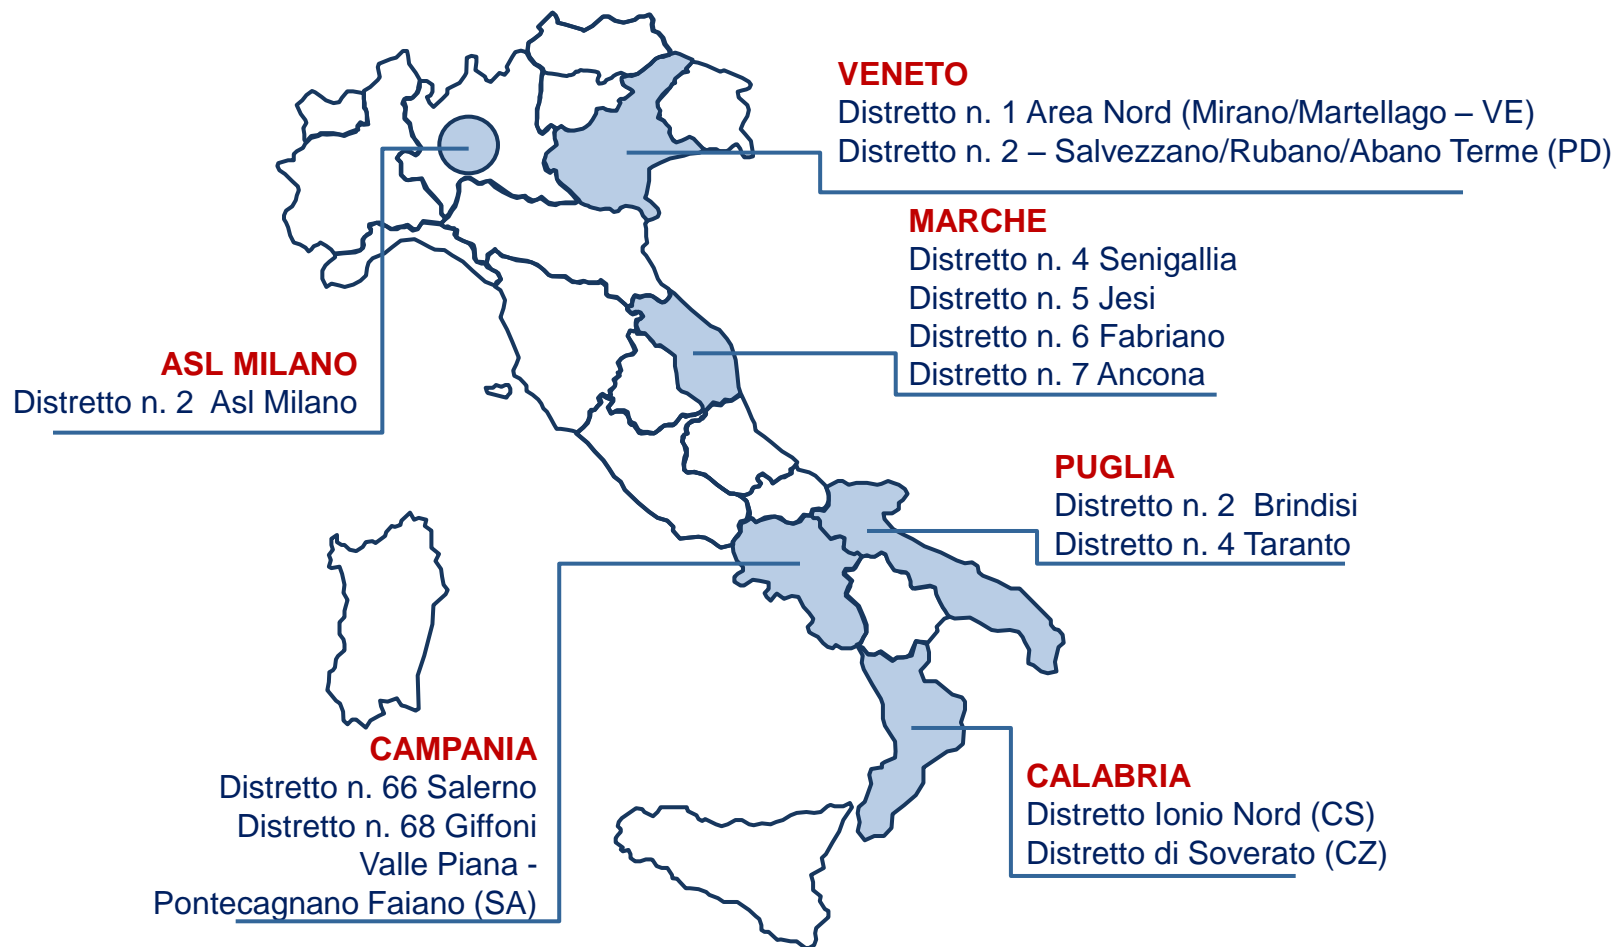 VENETO
Distretto n. 1 Area Nord (Mirano/Martellago – VE)
Distretto n. 2 – Salvezzano/Rubano/Abano Terme (PD)
MARCHE
Distretto n. 4 Senigallia
Distretto n. 5 Jesi
Distretto n. 6 Fabriano
Distretto n. 7 Ancona
ASL MILANO
Distretto n. 2 Asl Milano
PUGLIA
Distretto n. 2 Brindisi
Distretto n. 4 Taranto
CAMPANIA
Distretto n. 66 Salerno
Distretto n. 68 Giffoni
Valle Piana -
Pontecagnano Faiano (SA)
CALABRIA
Distretto Ionio Nord (CS)
Distretto di Soverato (CZ)